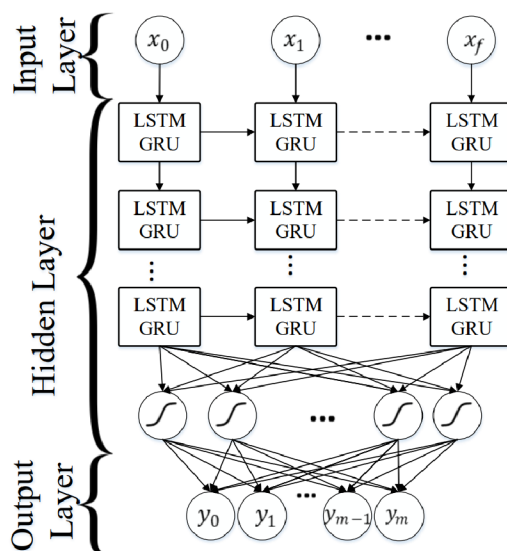 Input
Layer
x₀ x₁ ... x_f
Hidden Layer
LSTM
GRU
LSTM
GRU
LSTM
GRU
LSTM
GRU
LSTM
GRU
LSTM
GRU
LSTM
GRU
LSTM
GRU
LSTM
GRU
Output
Layer
y₀ y₁ ... yₘ₋₁ yₘ